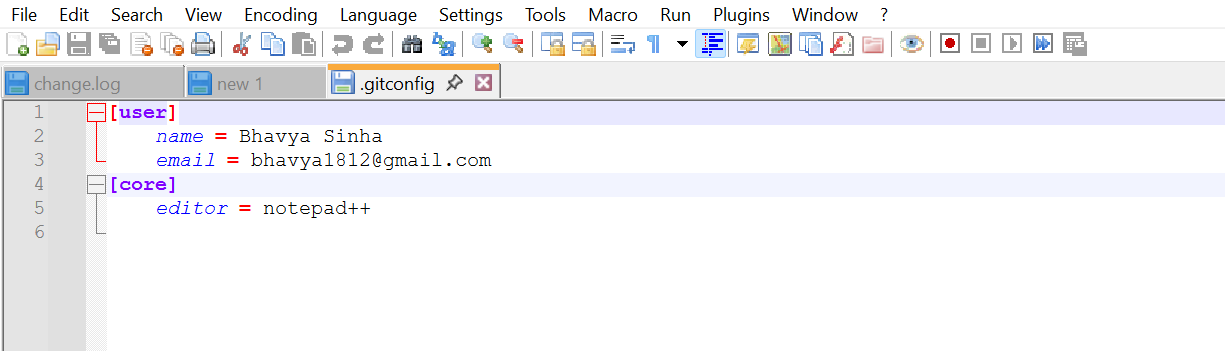 File Edit Search View Encoding Language Settings Tools Macro Run Plugins Window ?
change.log new 1 .gitconfig
1 [user]
2 name = Bhavya Sinha
3 email = bhavya1812@gmail.com
4 [core]
5 editor = notepad++
6